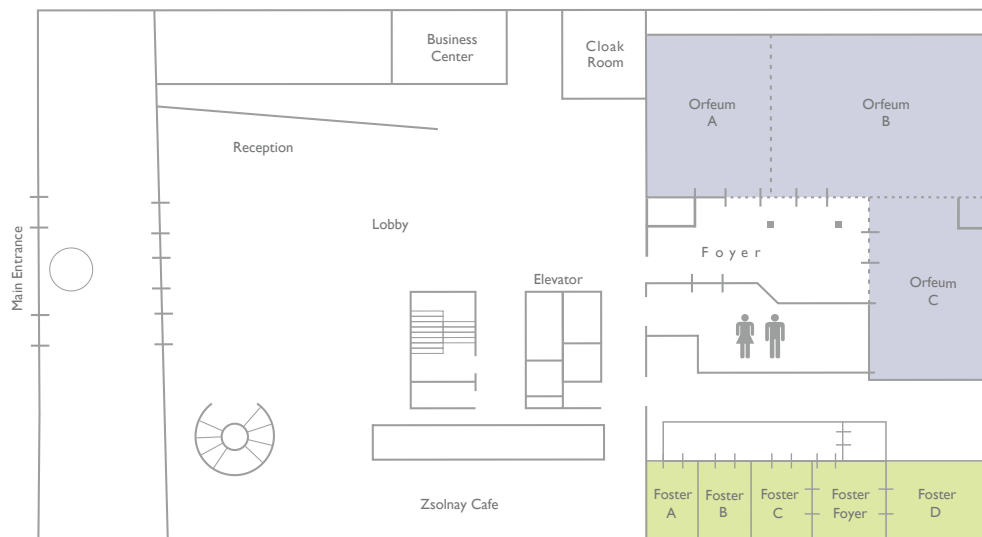 Business
Center
Cloak
Room
Orfeum
A
Orfeum
B
Reception
Lobby
Foyer
Main Entrance
Elevator
Orfeum
C
Zsolnay Cafe
Foster
A
Foster
B
Foster
C
Foster
Foyer
Foster
D